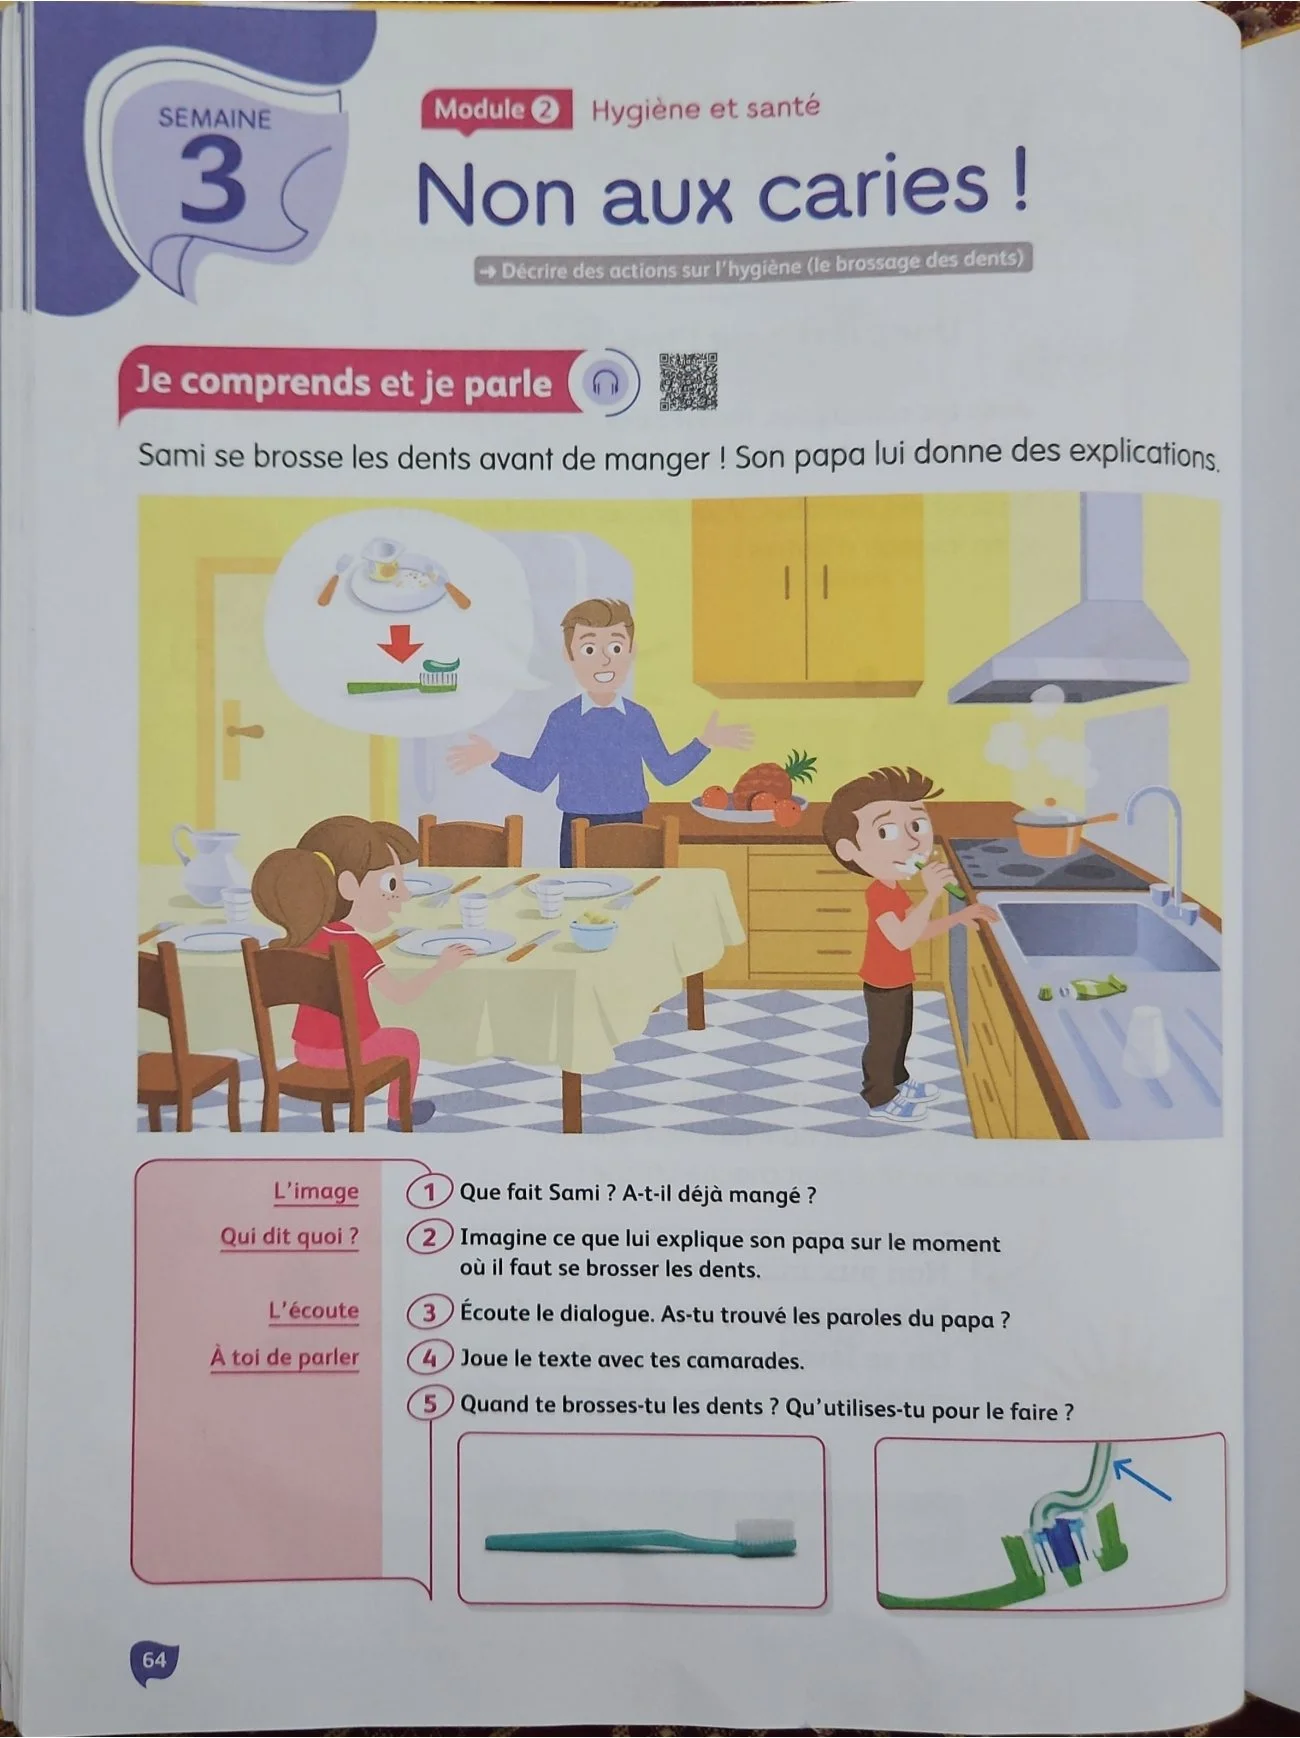 SEMAINE
3
Module 2 Hygiène et santé
Non aux caries !
➔ Décrire des actions sur l'hygiène (le brossage des dents)
Je comprends et je parle
Sami se brosse les dents avant de manger ! Son papa lui donne des explications.
L'image
1 Que fait Sami ? A-t-il déjà mangé ?
Qui dit quoi ?
2 Imagine ce que lui explique son papa sur le moment
où il faut se brosser les dents.
L'écoute
3 Écoute le dialogue. As-tu trouvé les paroles du papa ?
À toi de parler
4 Joue le texte avec tes camarades.
5 Quand te brosses-tu les dents ? Qu'utilises-tu pour le faire ?
64